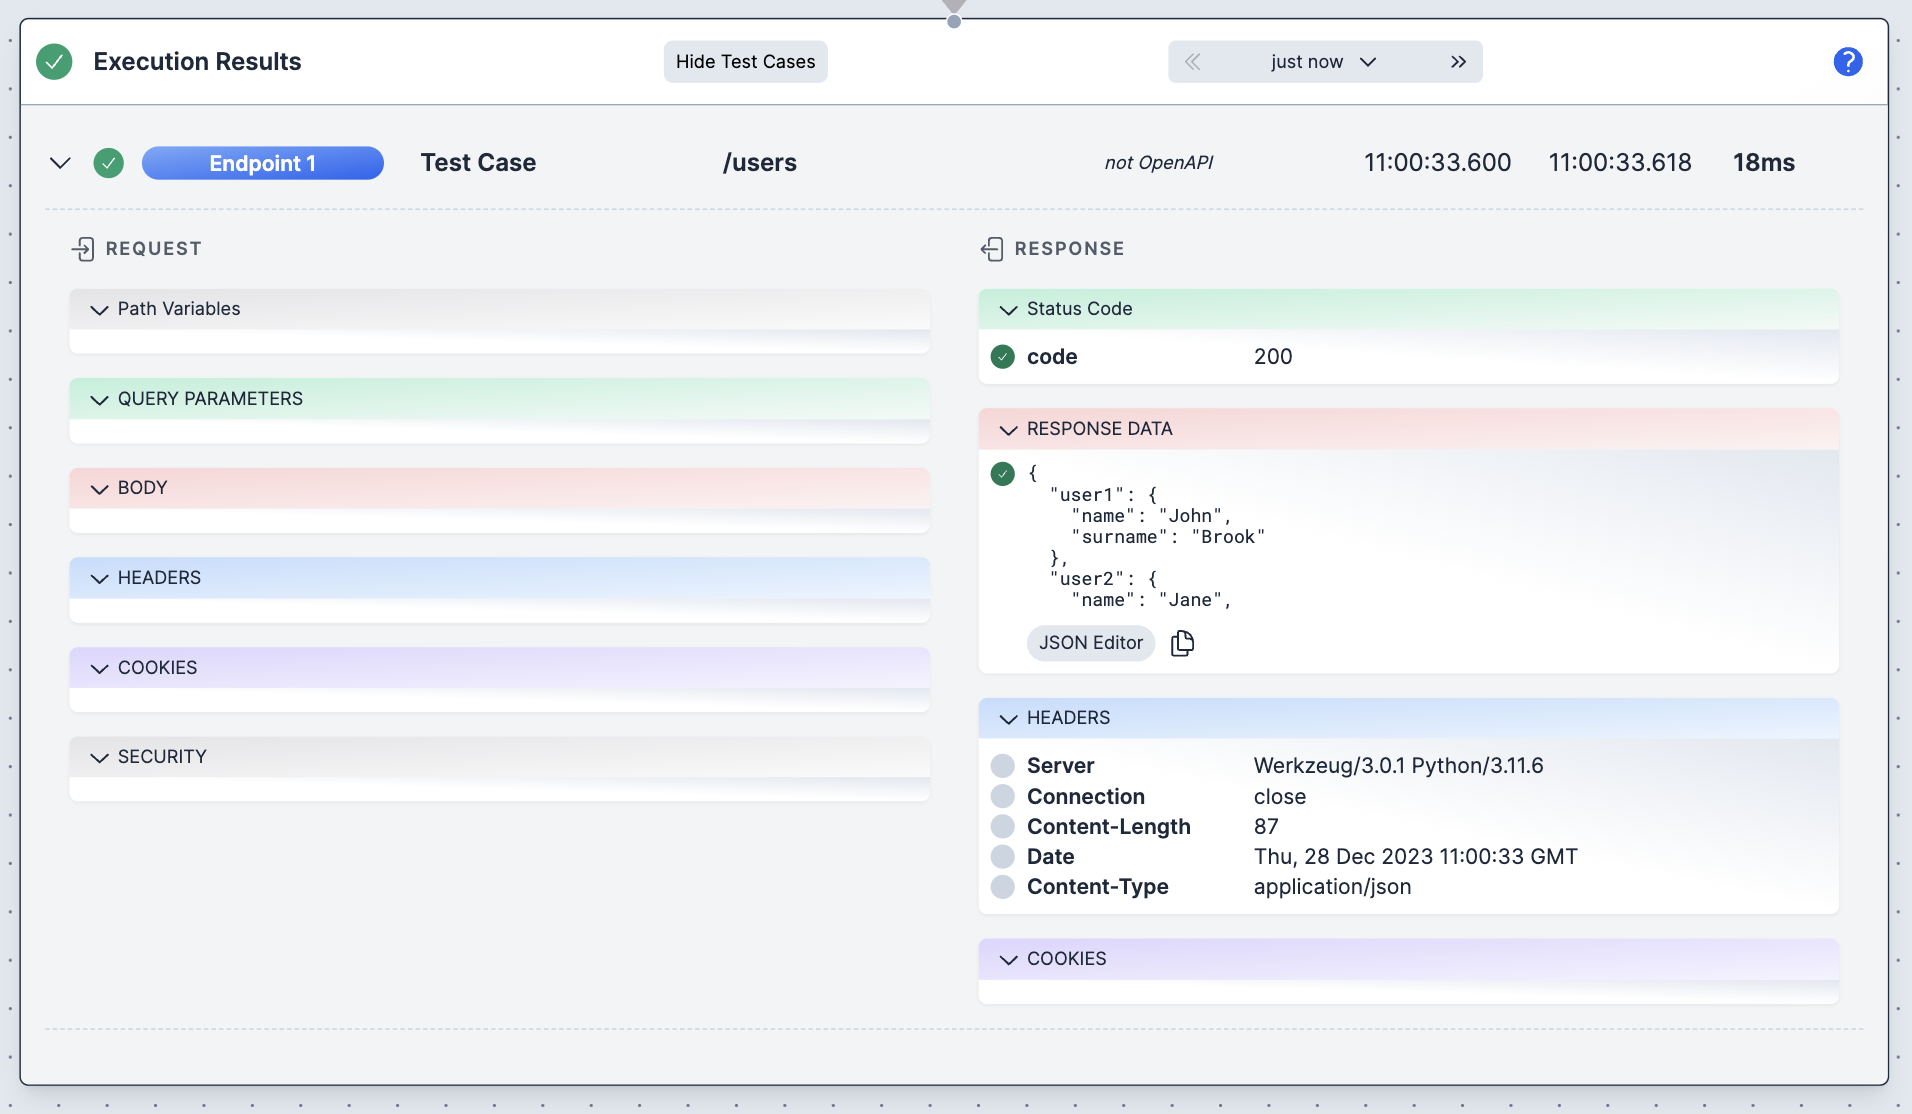 Execution Results
Hide Test Cases
just now
?
Endpoint 1 Test Case /users not OpenAPI 11:00:33.600 11:00:33.618 18ms
REQUEST
Path Variables
QUERY PARAMETERS
BODY
HEADERS
COOKIES
SECURITY
RESPONSE
Status Code
code 200
RESPONSE DATA
{
  "user1": {
    "name": "John",
    "surname": "Brook"
  },
  "user2": {
    "name": "Jane",
JSON Editor
HEADERS
Server Werkzeug/3.0.1 Python/3.11.6
Connection close
Content-Length 87
Date Thu, 28 Dec 2023 11:00:33 GMT
Content-Type application/json
COOKIES